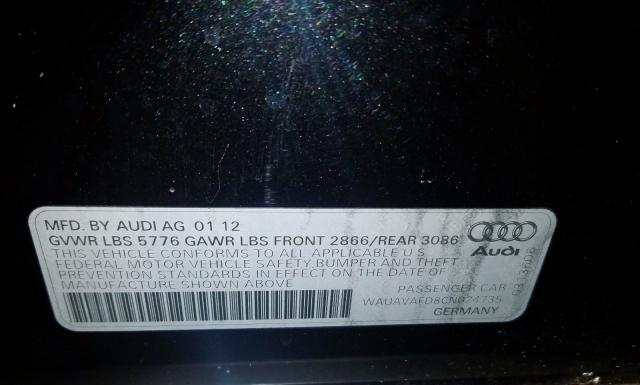 MFD. BY AUDI AG 01 12
GVWR LBS 5776 GAWR LBS FRONT 2866/REAR 3086
THIS VEHICLE CONFORMS TO ALL APPLICABLE U S
FEDERAL MOTOR VEHICLE SAFETY BUMPER AND THEFT
PREVENTION STANDARDS IN EFFECT ON THE DATE OF
MANUFACTURE SHOWN ABOVE
Audi
PASSENGER CAR
WAUAVAFD8CN024735
GERMANY